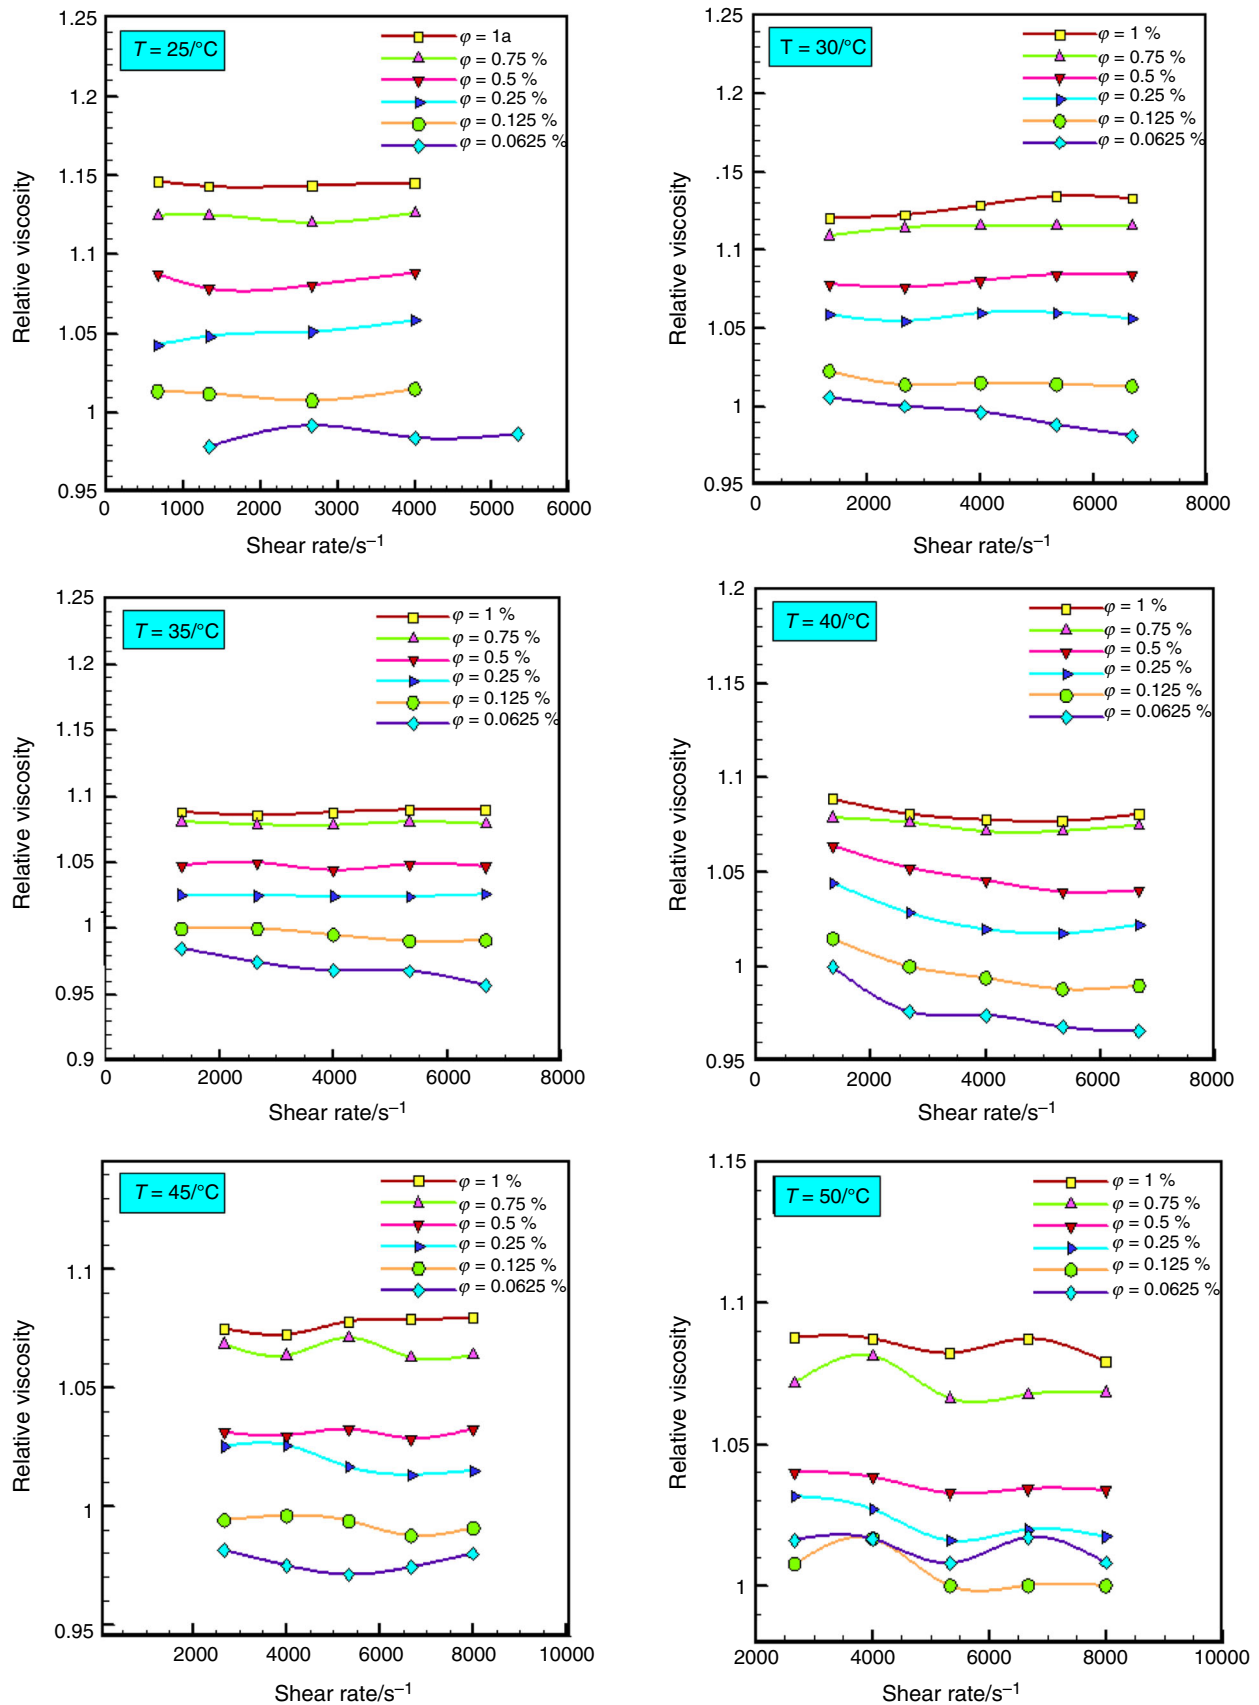 T = 25/°C
φ = 1a
φ = 0.75 %
φ = 0.5 %
φ = 0.25 %
φ = 0.125 %
φ = 0.0625 %
1.25
1.2
1.15
1.1
1.05
1
0.95
Relative viscosity
0 1000 2000 3000 4000 5000 6000
Shear rate/s⁻¹
T = 30/°C
φ = 1 %
φ = 0.75 %
φ = 0.5 %
φ = 0.25 %
φ = 0.125 %
φ = 0.0625 %
1.25
1.2
1.15
1.1
1.05
1
0.95
Relative viscosity
0 2000 4000 6000 8000
Shear rate/s⁻¹
T = 35/°C
φ = 1 %
φ = 0.75 %
φ = 0.5 %
φ = 0.25 %
φ = 0.125 %
φ = 0.0625 %
1.25
1.2
1.15
1.1
1.05
1
0.95
0.9
Relative viscosity
0 2000 4000 6000 8000
Shear rate/s⁻¹
T = 40/°C
φ = 1 %
φ = 0.75 %
φ = 0.5 %
φ = 0.25 %
φ = 0.125 %
φ = 0.0625 %
1.2
1.15
1.1
1.05
1
0.95
Relative viscosity
0 2000 4000 6000 8000
Shear rate/s⁻¹
T = 45/°C
φ = 1 %
φ = 0.75 %
φ = 0.5 %
φ = 0.25 %
φ = 0.125 %
φ = 0.0625 %
1.1
1.05
1
0.95
Relative viscosity
2000 4000 6000 8000 10000
Shear rate/s⁻¹
T = 50/°C
φ = 1 %
φ = 0.75 %
φ = 0.5 %
φ = 0.25 %
φ = 0.125 %
φ = 0.0625 %
1.15
1.1
1.05
1
Relative viscosity
2000 4000 6000 8000 10000
Shear rate/s⁻¹